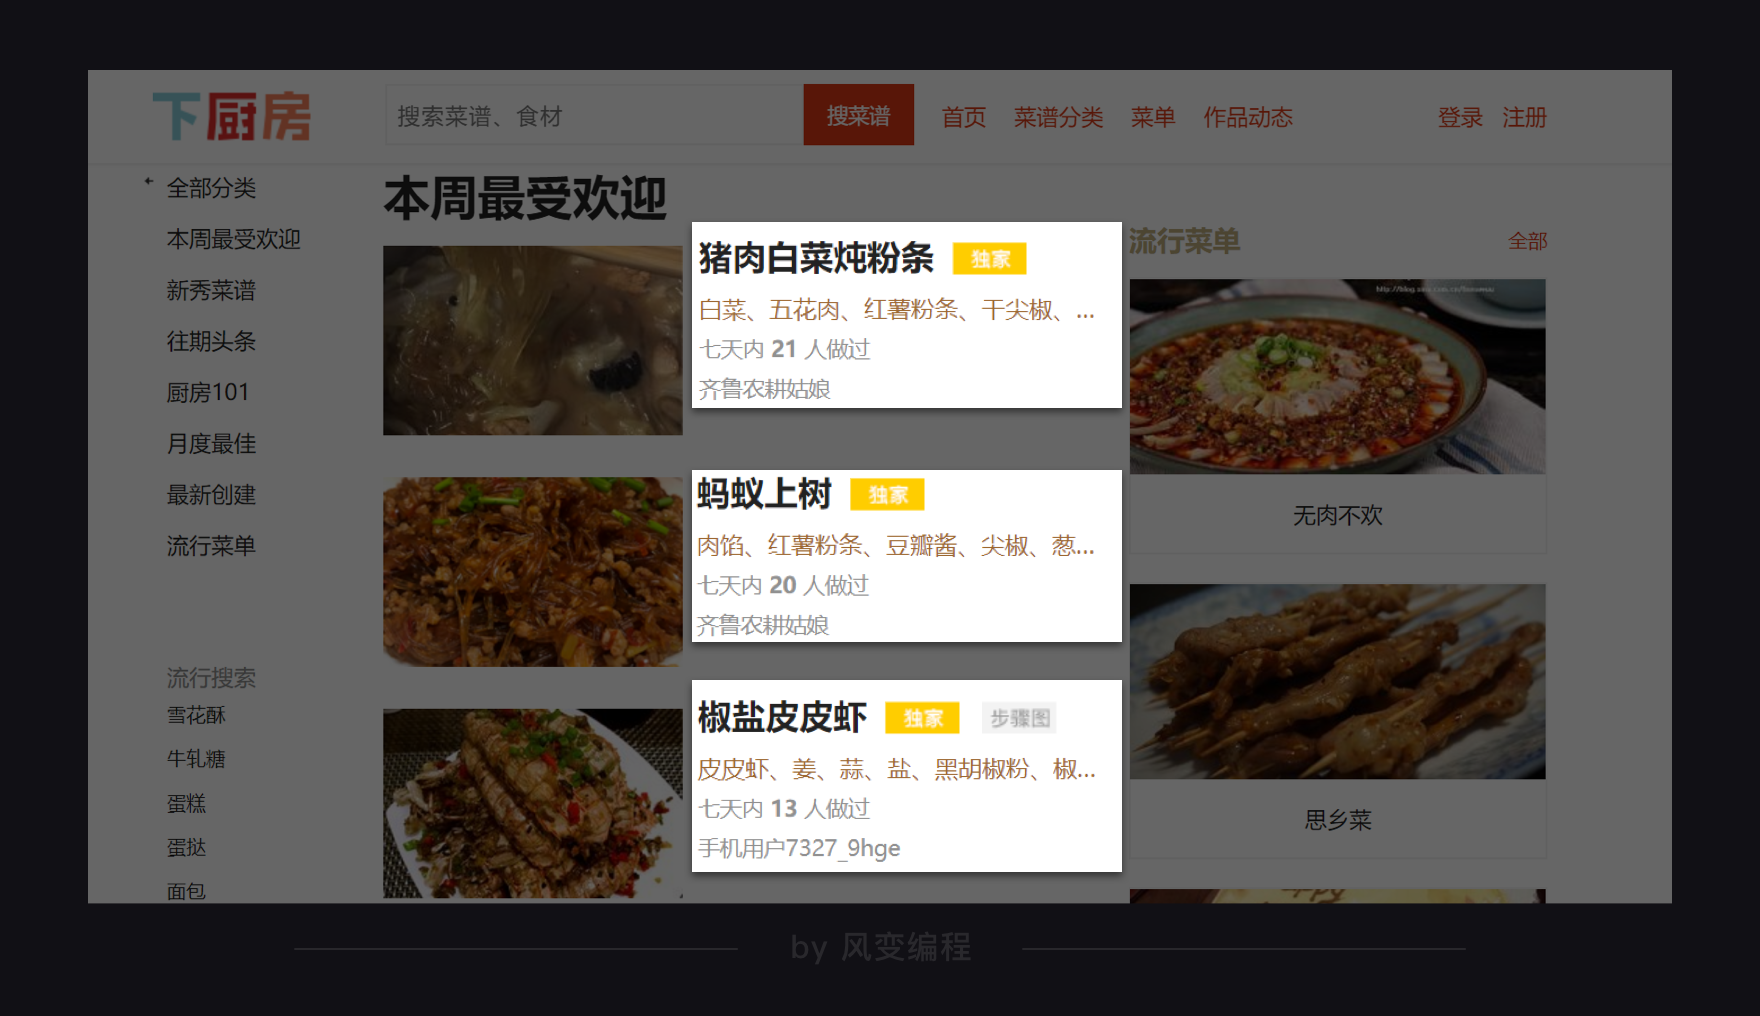 下厨房
搜索菜谱、食材
搜菜谱
首页 菜谱分类 菜单 作品动态
登录 注册
全部分类
本周最受欢迎
新秀菜谱
往期头条
厨房101
月度最佳
最新创建
流行菜单
流行搜索
雪花酥
牛轧糖
蛋糕
蛋挞
面包
本周最受欢迎
猪肉白菜炖粉条 独家
白菜、五花肉、红薯粉条、干尖椒、...
七天内 21 人做过
齐鲁农耕姑娘
蚂蚁上树 独家
肉馅、红薯粉条、豆瓣酱、尖椒、葱...
七天内 20 人做过
齐鲁农耕姑娘
椒盐皮皮虾 独家 步骤图
皮皮虾、姜、蒜、盐、黑胡椒粉、椒...
七天内 13 人做过
手机用户7327_9hge
流行菜单 全部
无肉不欢
思乡菜
by 风变编程